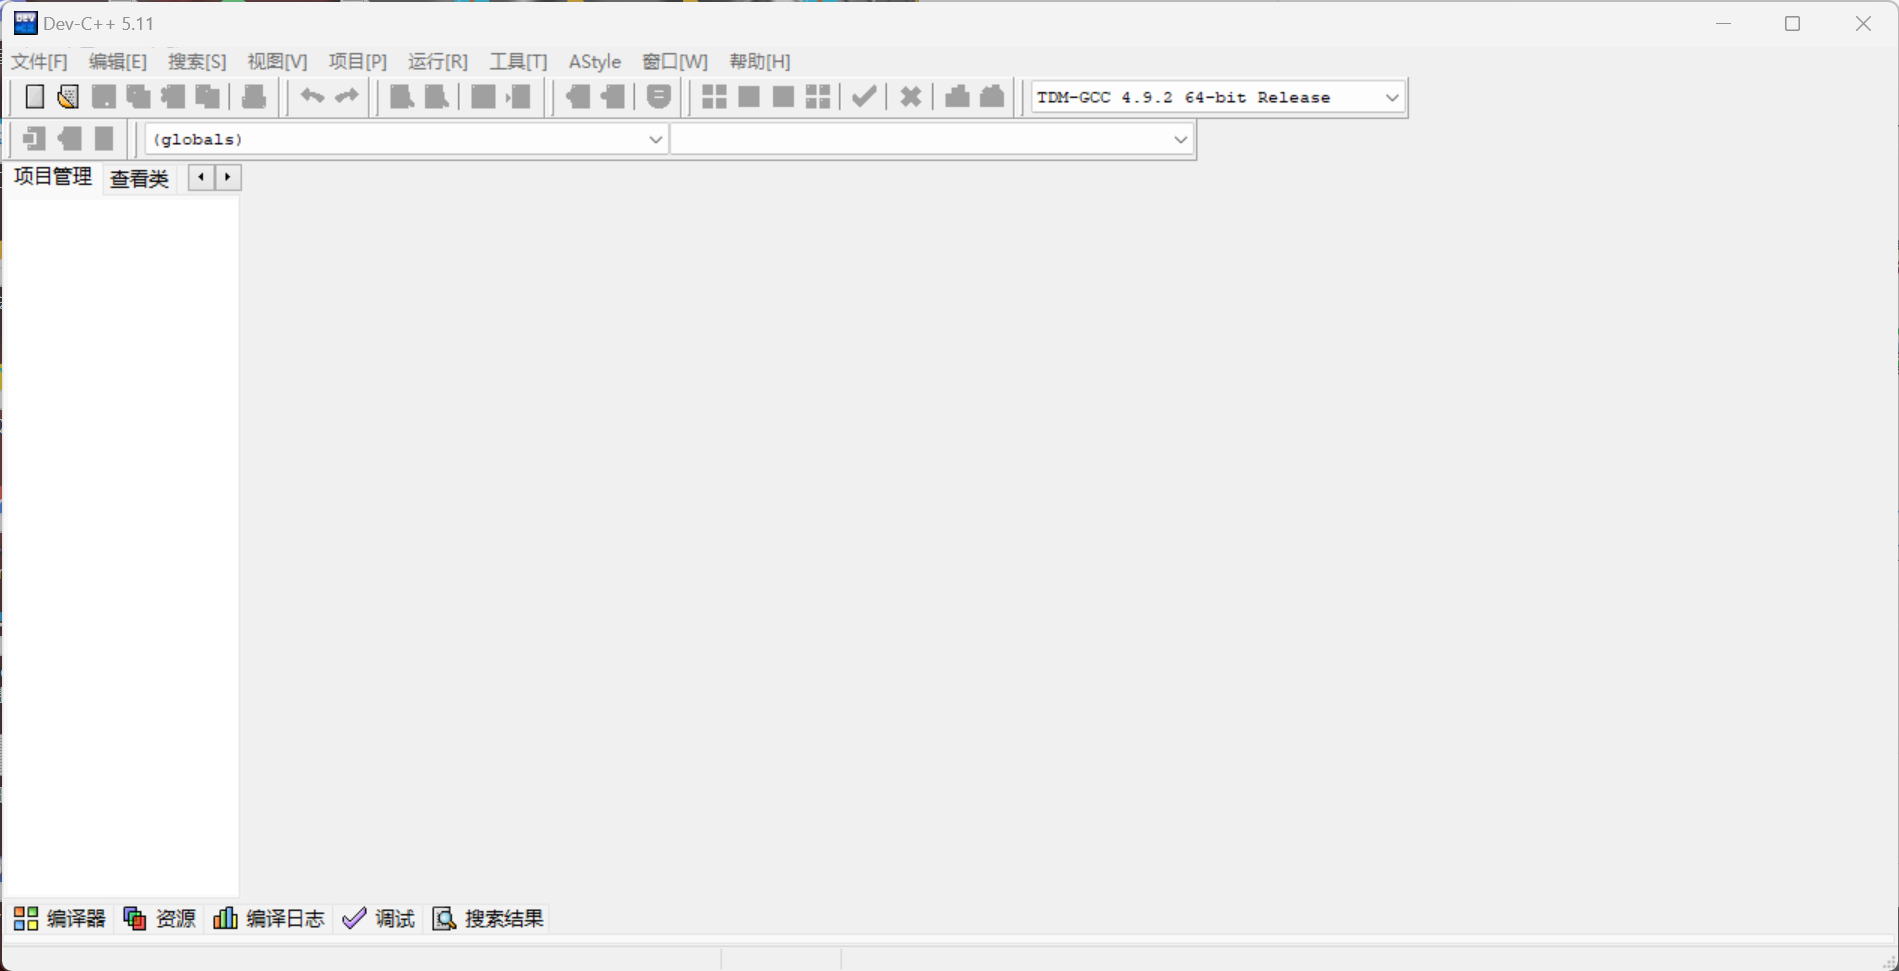 Dev-C++ 5.11
文件[F] 编辑[E] 搜索[S] 视图[V] 项目[P] 运行[R] 工具[T] AStyle 窗口[W] 帮助[H]
TDM-GCC 4.9.2 64-bit Release
(globals)
项目管理 查看类
编译器 资源 编译日志 调试 搜索结果